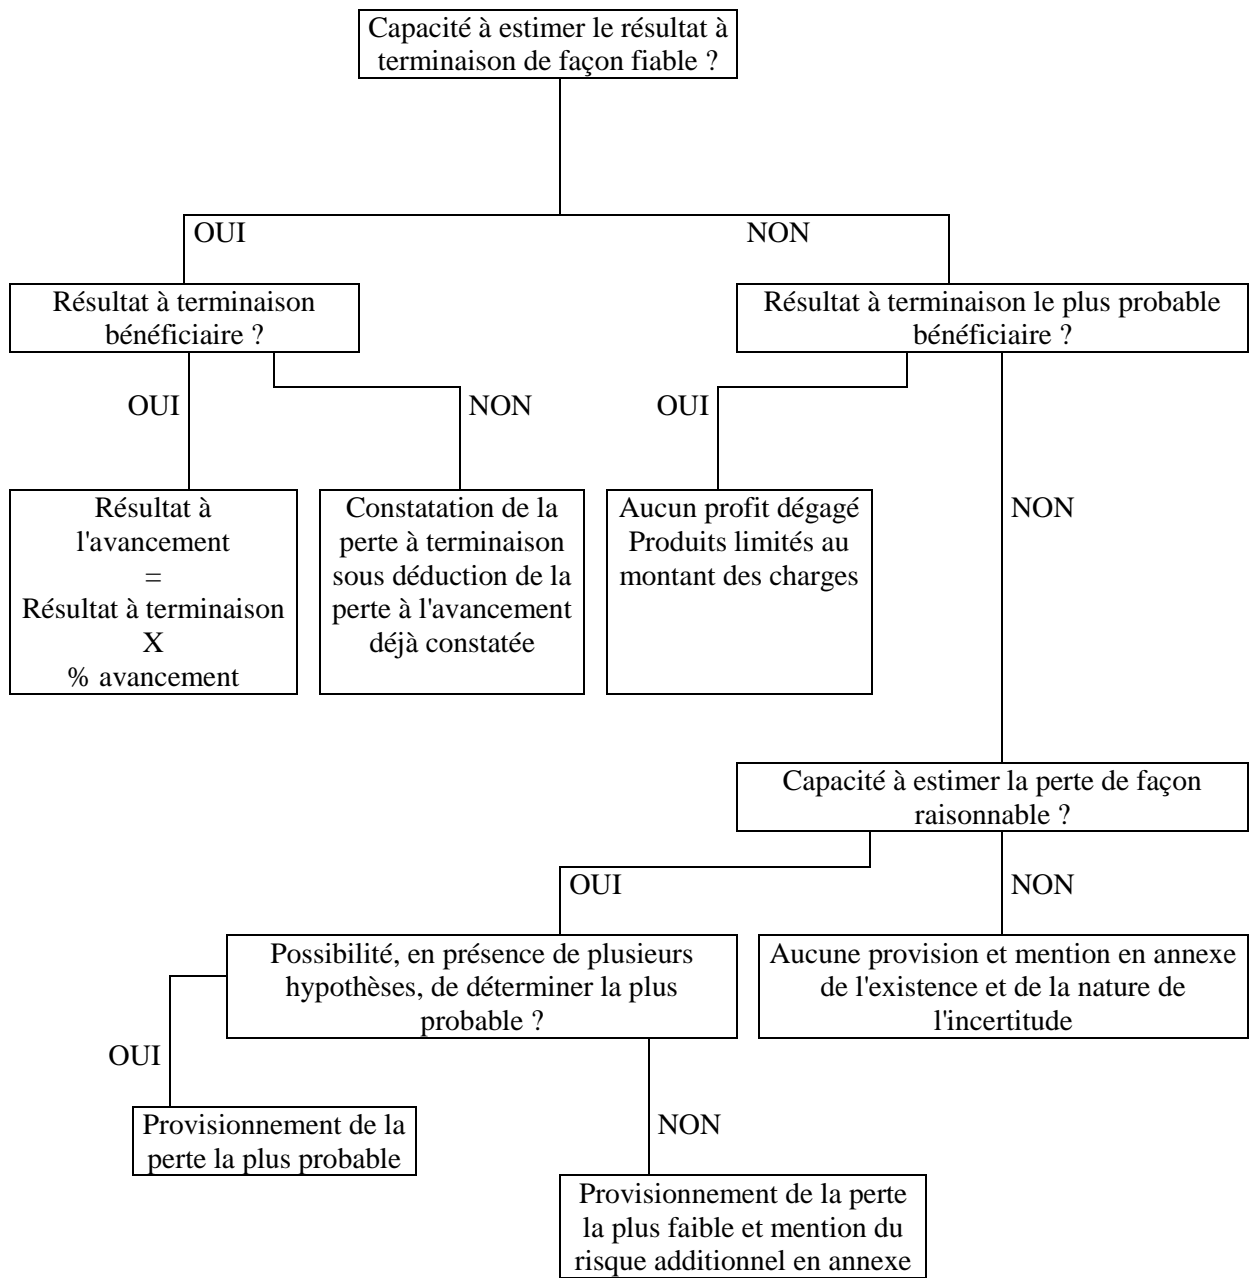 Capacité à estimer le résultat à
terminaison de façon fiable ?
OUI
NON
Résultat à terminaison
bénéficiaire ?
Résultat à terminaison le plus probable
bénéficiaire ?
OUI
NON
OUI
NON
Résultat à
l'avancement
=
Résultat à terminaison
X
% avancement
Constatation de la
perte à terminaison
sous déduction de la
perte à l'avancement
déjà constatée
Aucun profit dégagé
Produits limités au
montant des charges
Capacité à estimer la perte de façon
raisonnable ?
OUI
NON
Possibilité, en présence de plusieurs
hypothèses, de déterminer la plus
probable ?
Aucune provision et mention en annexe
de l'existence et de la nature de
l'incertitude
OUI
NON
Provisionnement de la
perte la plus probable
Provisionnement de la perte
la plus faible et mention du
risque additionnel en annexe